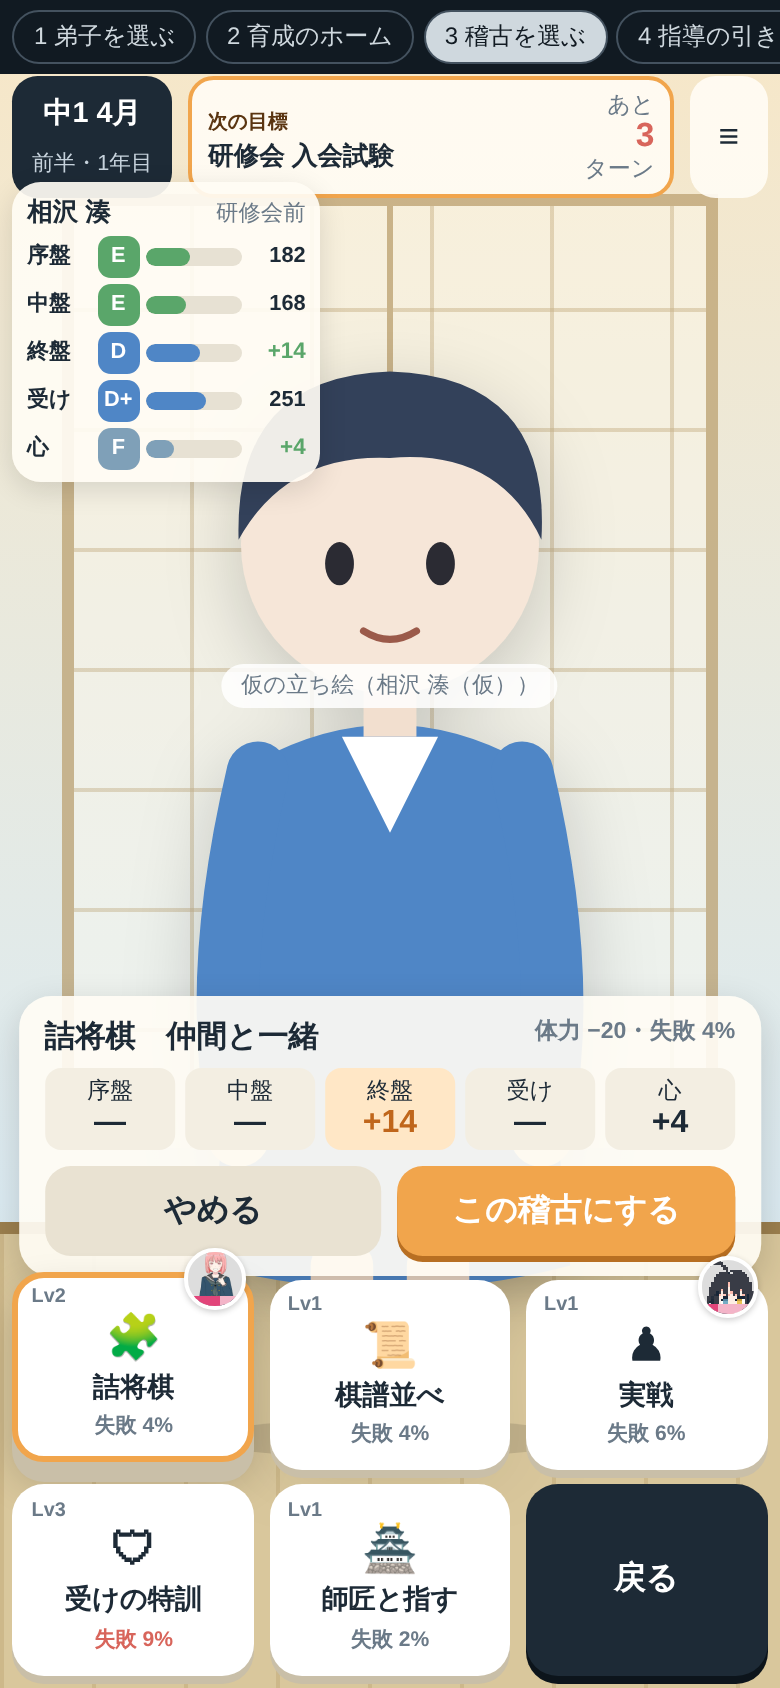 1 弟子を選ぶ
2 育成のホーム
3 稽古を選ぶ
4 指導の引き
中1 4月
前半・1年目
次の目標
研修会 入会試験
あと
3
ターン
≡
相沢 湊 研修会前
序盤 E 182
中盤 E 168
終盤 D +14
受け D+ 251
心 F +4
仮の立ち絵（相沢 湊（仮））
詰将棋 仲間と一緒 体力 −20・失敗 4%
序盤 中盤 終盤 受け 心
— — +14 — +4
やめる この稽古にする
Lv2
詰将棋
失敗 4%
Lv1
棋譜並べ
失敗 4%
Lv1
実戦
失敗 6%
Lv3
受けの特訓
失敗 9%
Lv1
師匠と指す
失敗 2%
戻る